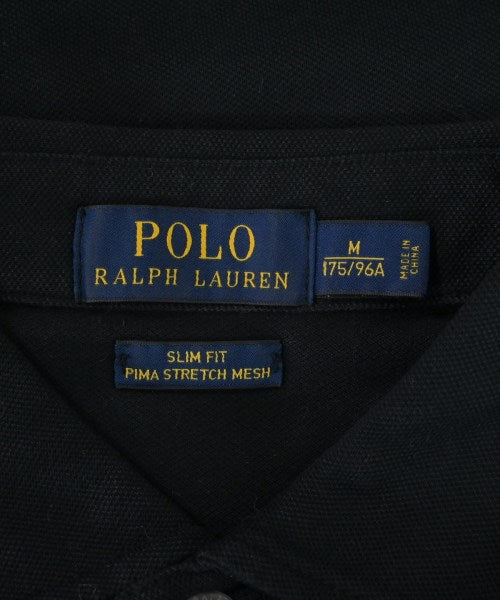 POLO
RALPH LAUREN
M
175/96A
MADE IN
CHINA
SLIM FIT
PIMA STRETCH MESH